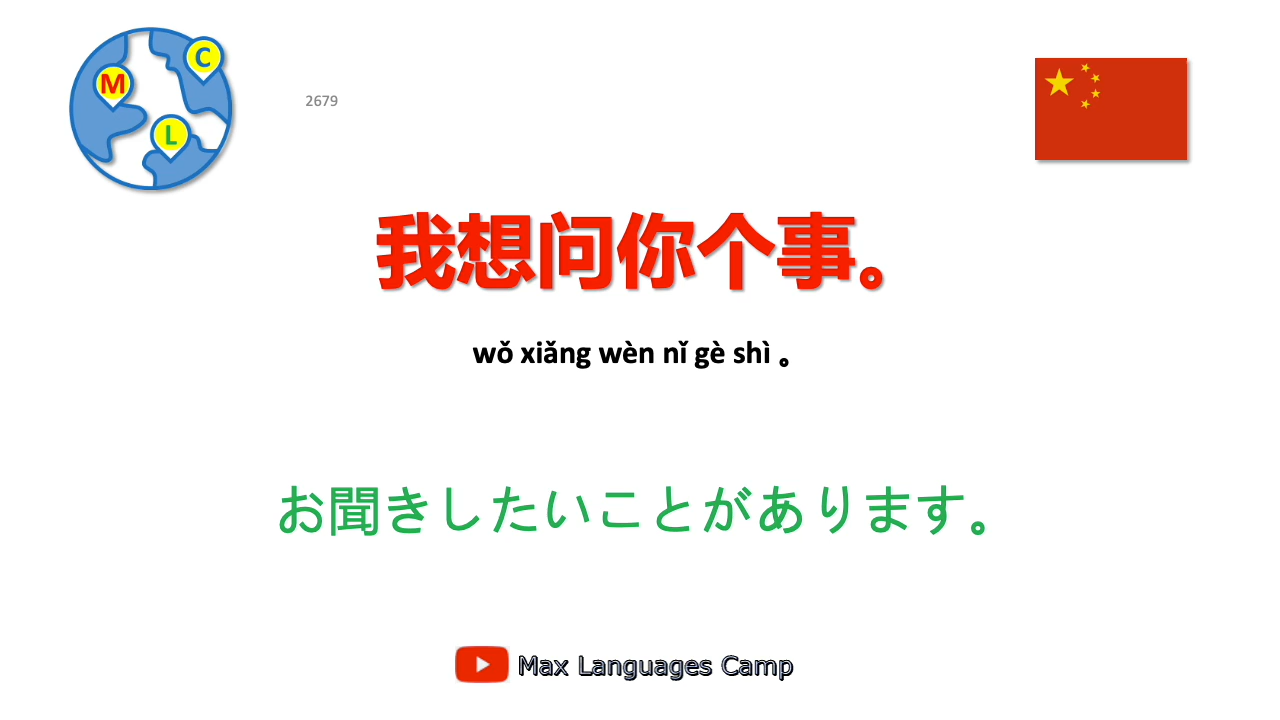 M
C
L
2679
我想问你个事。
wǒ xiǎng wèn nǐ gè shì 。
お聞きしたいことがあります。
Max Languages Camp